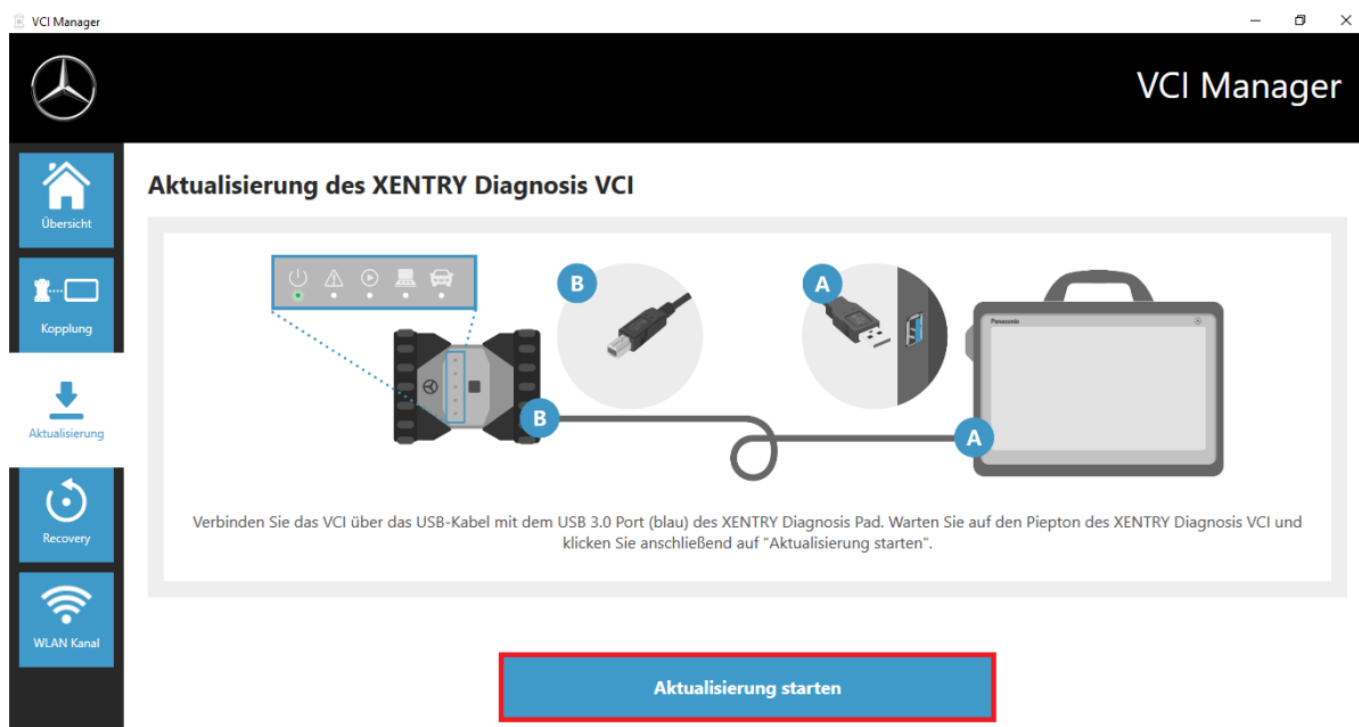 VCI Manager
VCI Manager
Übersicht
Kopplung
Aktualisierung
Recovery
WLAN Kanal
Aktualisierung des XENTRY Diagnosis VCI
B
A
Panasonic
B
A
Verbinden Sie das VCI über das USB-Kabel mit dem USB 3.0 Port (blau) des XENTRY Diagnosis Pad. Warten Sie auf den Piepton des XENTRY Diagnosis VCI und
klicken Sie anschließend auf "Aktualisierung starten".
Aktualisierung starten